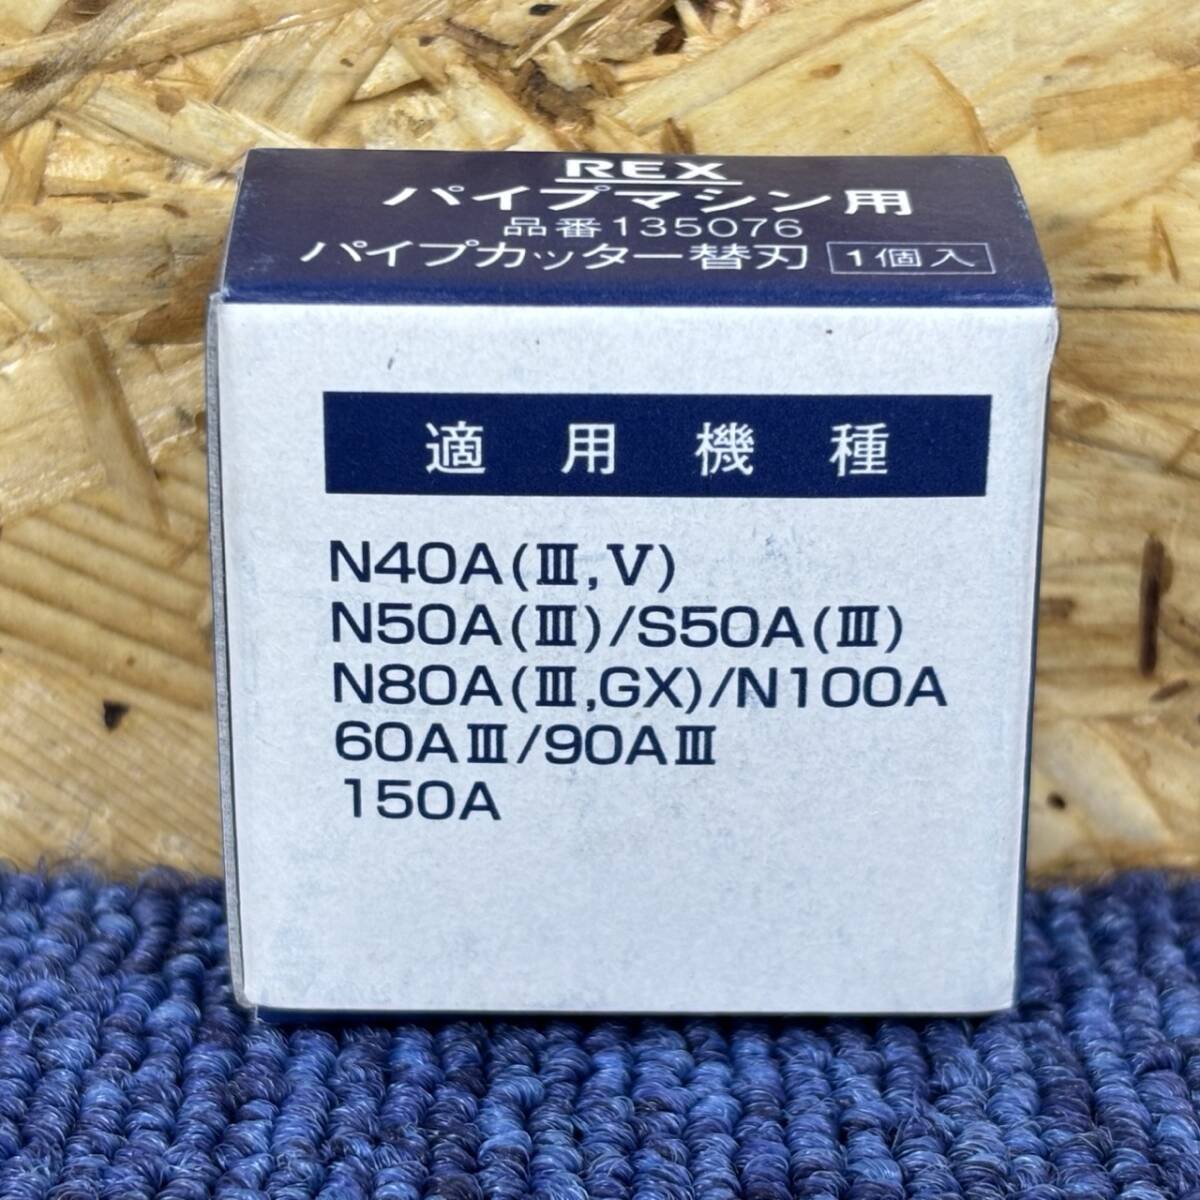 REX
パイプマシン用
品番135076
パイプカッター替刃 1個入
適用機種
N40A(Ⅲ,V)
N50A(Ⅲ)/S50A(Ⅲ)
N80A(Ⅲ,GX)/N100A
60AⅢ/90AⅢ
150A